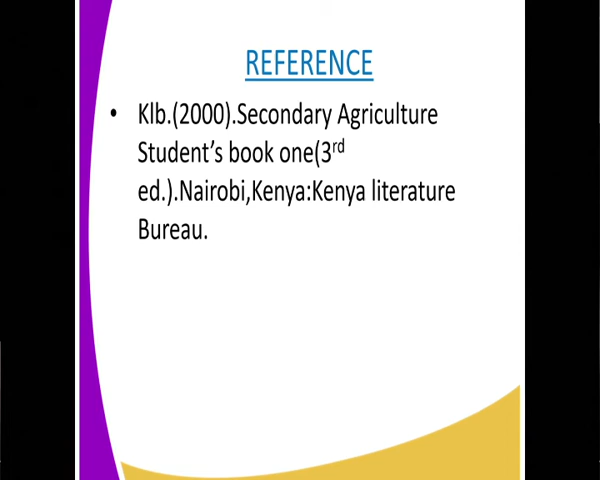 REFERENCE
• Klb.(2000).Secondary Agriculture
Student’s book one(3rd
ed.).Nairobi,Kenya:Kenya literature
Bureau.